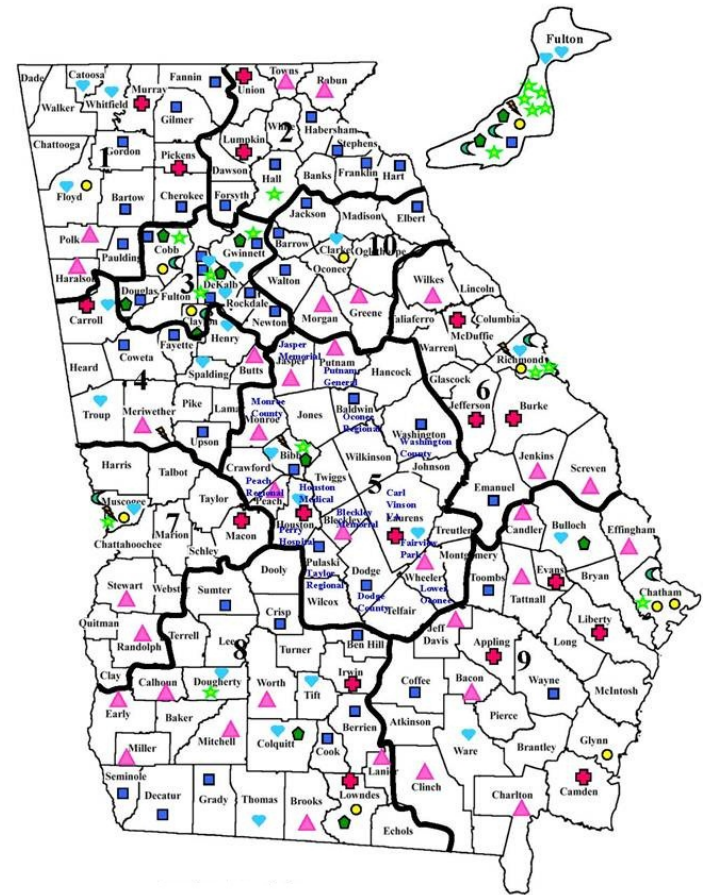 Fulton
Dade
Catoosa
Fannin
Towns
Rabun
Murray
Union
Walker
Whitfield
Gilmer
White
Habersham
Lumpkin
2
Stephens
Chattooga
Gordon
1
Pickens
Dawson
Hall
Banks
Franklin
Hart
Floyd
Bartow
Cherokee
Forsyth
Jackson
Madison
Elbert
Polk
Paulding
Cobb
Gwinnett
Barrow
Clarke
10
Oglethorpe
Oconee
Haralson
Douglas
3
DeKalb
Walton
Wilkes
Lincoln
Fulton
Rockdale
Carroll
Clayton
Newton
Morgan
Greene
Taliaferro
Columbia
Henry
McDuffie
Fayette
Coweta
Jasper
Memorial
Warren
Richmond
Heard
Spalding
Butts
Jasper
Putnam
Hancock
Putnam
General
Glascock
6
4
Troup
Meriwether
Pike
Lama
Monroe
County
Monroe
Jones
Baldwin
Oconee
Regional
Jefferson
Burke
Upson
Washington
Washington
County
Wilkinson
Harris
Talbot
Crawford
Bibb
Johnson
Jenkins
Screven
Twiggs
5
Peach
Regional
Peach
Houston
Medical
Carl
Vinson
Emanuel
Muscogee
Taylor
7
Marion
Macon
Houston
Bleckley
Bleckley
Memorial
Laurens
Candler
Bulloch
Effingham
Chattahoochee
Schley
Perry
Hospital
Treutlen
Fairview
Park
Montgomery
Dooly
Pulaski
Taylor
Regional
Dodge
Wheeler
Lower
Oconee
Toombs
Evans
Bryan
Tattnall
Chatham
Stewart
Webster
Sumter
Wilcox
Dodge
County
Telfair
Crisp
Quitman
Randolph
Terrell
Lee
8
Turner
Ben Hill
Jeff
Davis
Appling
9
Long
Liberty
Clay
Calhoun
Dougherty
Worth
Tift
Irwin
Coffee
Bacon
Wayne
McIntosh
Early
Baker
Berrien
Atkinson
Pierce
Miller
Mitchell
Colquitt
Cook
Ware
Brantley
Glynn
Seminole
Lanier
Clinch
Decatur
Grady
Thomas
Brooks
Lowndes
Charlton
Camden
Echols